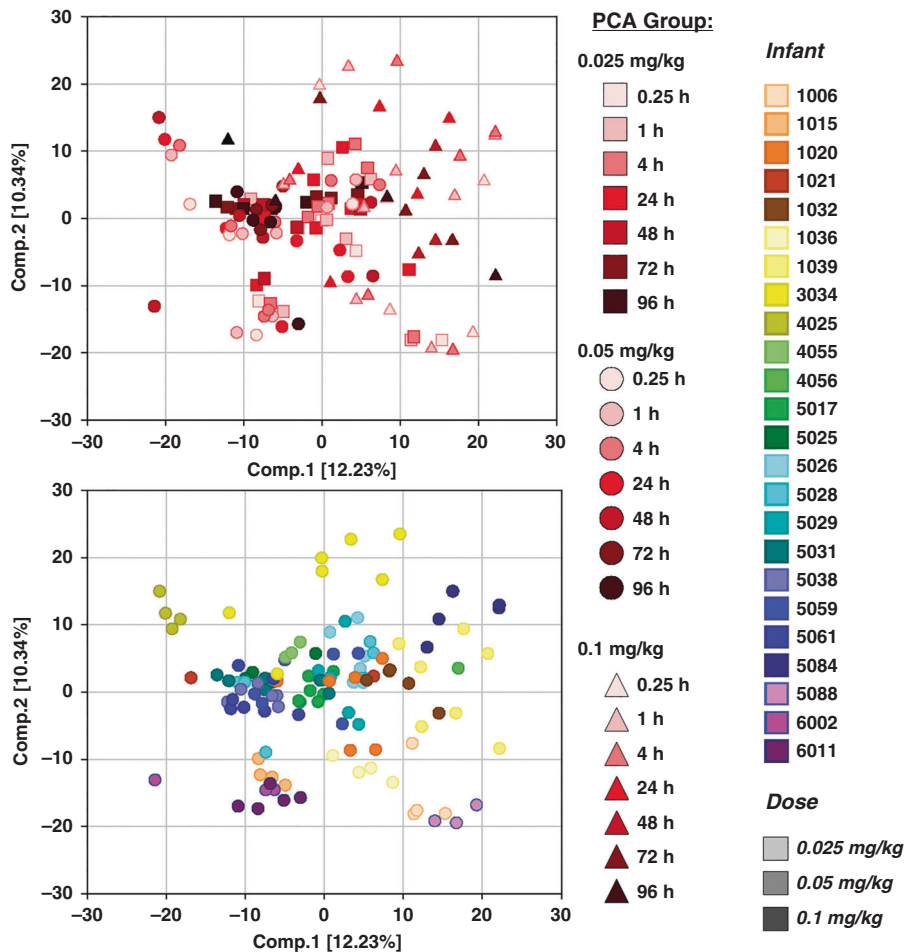 30
20
10
0
–10
–20
–30
–30
–20
–10
0
10
20
30
Comp.2 [10.34%]
Comp.1 [12.23%]
30
20
10
0
–10
–20
–30
–30
–20
–10
0
10
20
30
Comp.2 [10.34%]
Comp.1 [12.23%]
PCA Group:
0.025 mg/kg
0.25 h
1 h
4 h
24 h
48 h
72 h
96 h
0.05 mg/kg
0.25 h
1 h
4 h
24 h
48 h
72 h
96 h
0.1 mg/kg
0.25 h
1 h
4 h
24 h
48 h
72 h
96 h
Infant
1006
1015
1020
1021
1032
1036
1039
3034
4025
4055
4056
5017
5025
5026
5028
5029
5031
5038
5059
5061
5084
5088
6002
6011
Dose
0.025 mg/kg
0.05 mg/kg
0.1 mg/kg